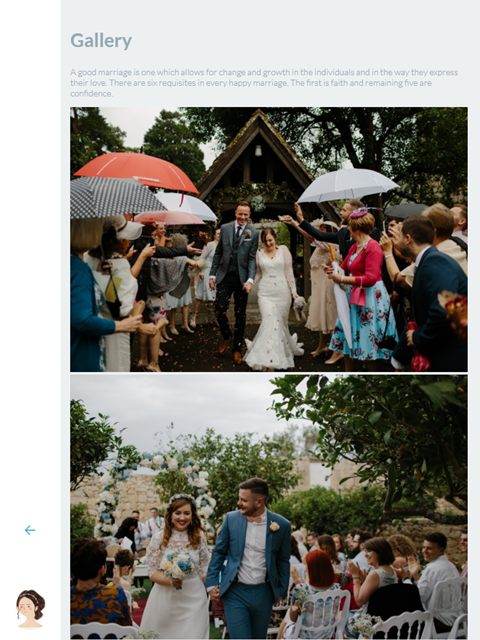 Gallery
A good marriage is one which allows for change and growth in the individuals and in the way they express
their love. There are six requisites in every happy marriage. The first is faith and remaining five are
confidence.